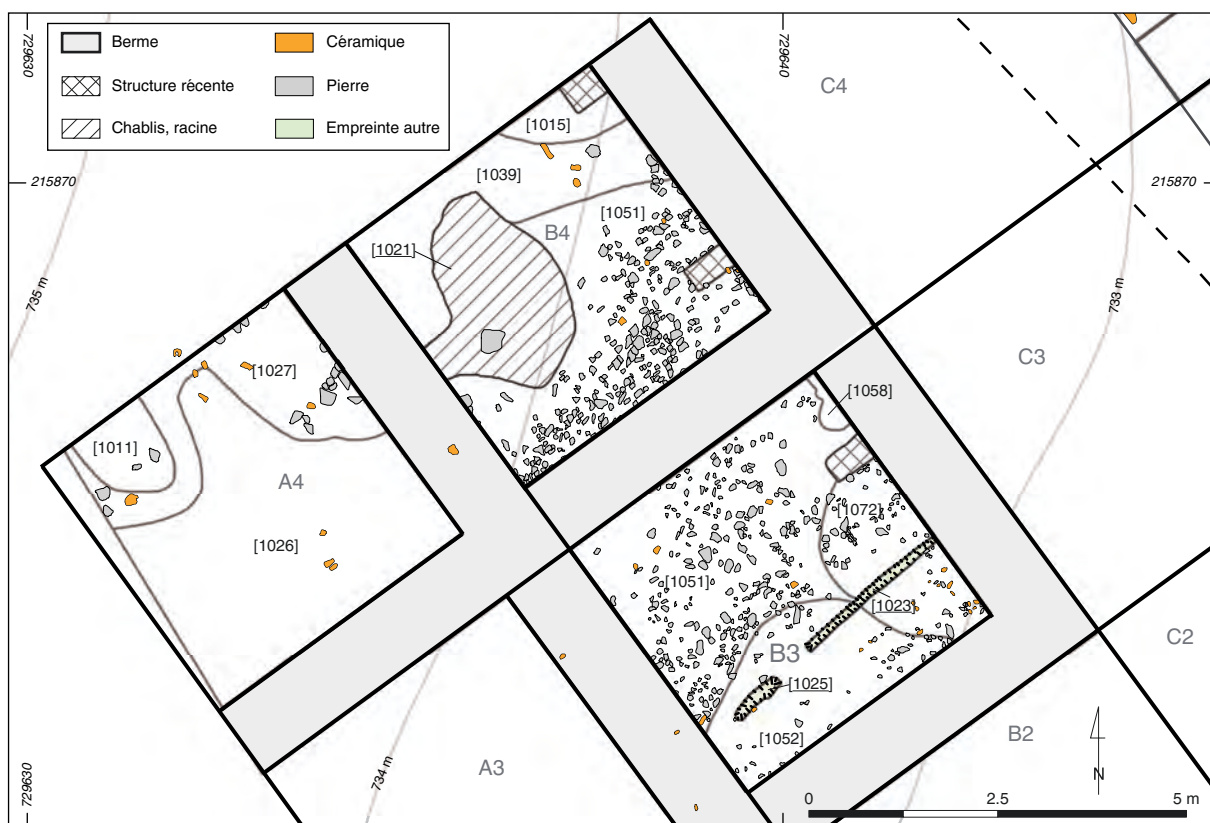 729630
729640
Berme
Céramique
Structure récente
Pierre
Chablis, racine
Empreinte autre
C4
[1015]
[1039]
215870
215870
[1051]
B4
[1021]
735 m
733 m
C3
[1027]
[1058]
[1011]
A4
[1072]
[1026]
[1051]
[1023]
B3
C2
[1025]
[1052]
B2
A3
734 m
729630
N
0
2.5
5 m